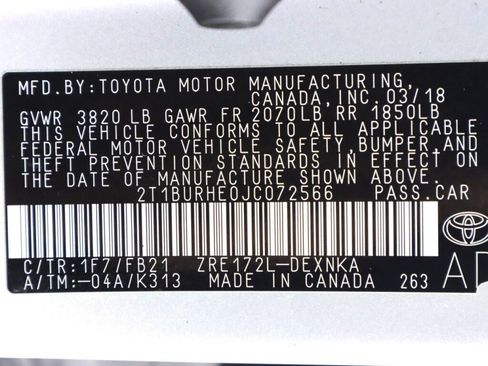 MFD. BY: TOYOTA MOTOR MANUFACTURING,
CANADA, INC. 03/18
GVWR 3820 LB GAWR FR 2070LB RR 1850LB
THIS VEHICLE CONFORMS TO ALL APPLICABLE
FEDERAL MOTOR VEHICLE SAFETY, BUMPER, AND
THEFT PREVENTION STANDARDS IN EFFECT ON
THE DATE OF MANUFACTURE SHOWN ABOVE.
2T1BURHE0JC072566 PASS. CAR
C/TR: 1F7/FB21 ZRE172L-DEXNKA
A/TM: -04A/K313 MADE IN CANADA 263
TOYOTA